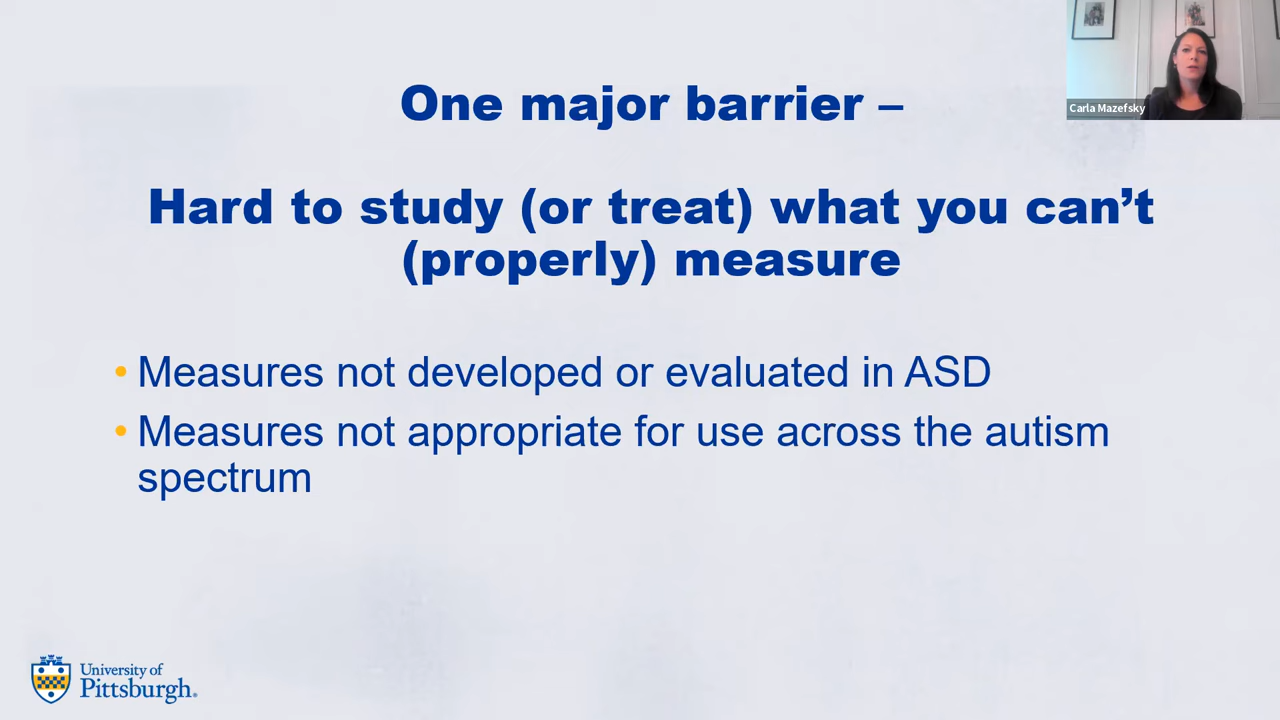 One major barrier –
Hard to study (or treat) what you can’t
(properly) measure
• Measures not developed or evaluated in ASD
• Measures not appropriate for use across the autism
spectrum
Carla Mazefsky
University of
Pittsburgh®